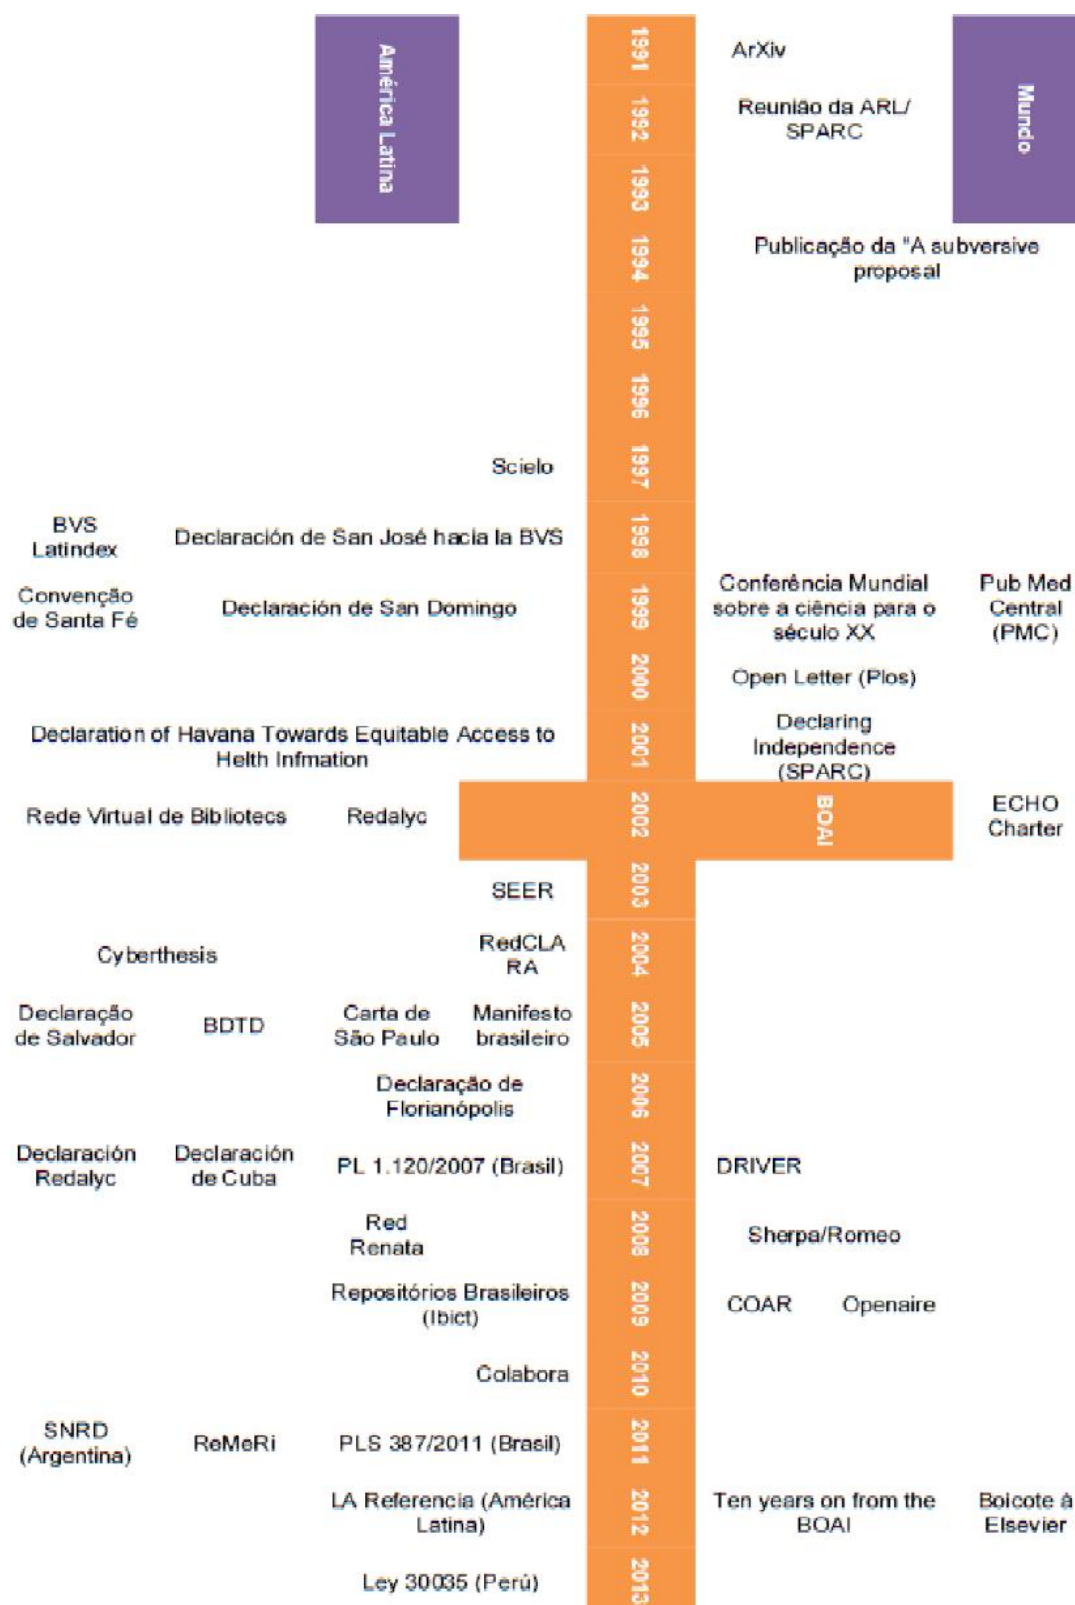 América Latina
Mundo
1991
ArXiv
1992
Reunião da ARL/
SPARC
1993
1994
Publicação da "A subversive
proposal
1995
1996
Scielo
1997
BVS
Latindex
Declaración de San José hacia la BVS
1998
Convenção
de Santa Fé
Declaración de San Domingo
1999
Conferência Mundial
sobre a ciência para o
século XX
Pub Med
Central
(PMC)
2000
Open Letter (Plos)
Declaration of Havana Towards Equitable Access to
Helth Infmation
2001
Declaring
Independence
(SPARC)
Rede Virtual de Bibliotecs
Redalyc
2002
BOAI
ECHO
Charter
SEER
2003
Cyberthesis
RedCLA
RA
2004
Declaração
de Salvador
BDTD
Carta de
São Paulo
Manifesto
brasileiro
2005
Declaração de
Florianópolis
2006
Declaración
Redalyc
Declaración
de Cuba
PL 1.120/2007 (Brasil)
2007
DRIVER
Red
Renata
2008
Sherpa/Romeo
Repositórios Brasileiros
(Ibict)
2009
COAR
Openaire
Colabora
2010
SNRD
(Argentina)
ReMeRi
PLS 387/2011 (Brasil)
2011
LA Referencia (América
Latina)
2012
Ten years on from the
BOAI
Boicote à
Elsevier
Ley 30035 (Perú)
2013